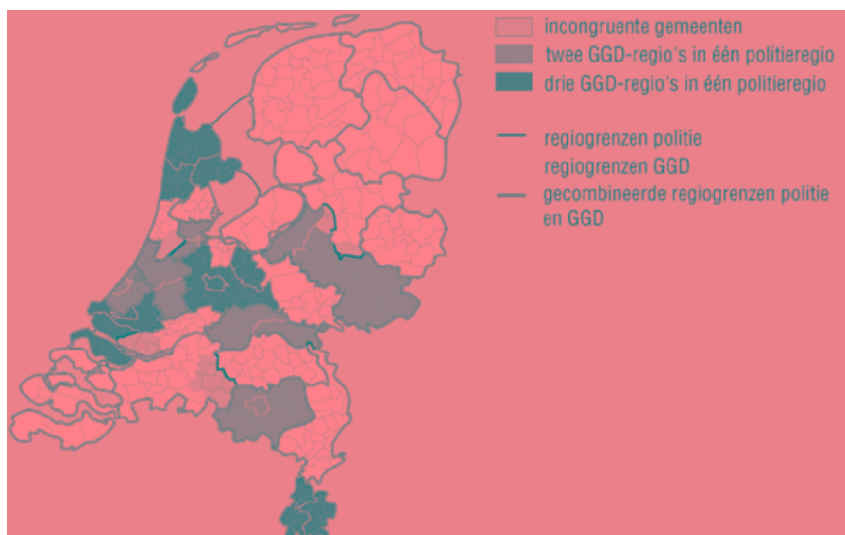 incongruente gemeenten
twee GGD-regio's in één politieregio
drie GGD-regio's in één politieregio
regiogrenzen politie
regiogrenzen GGD
gecombineerde regiogrenzen politie
en GGD